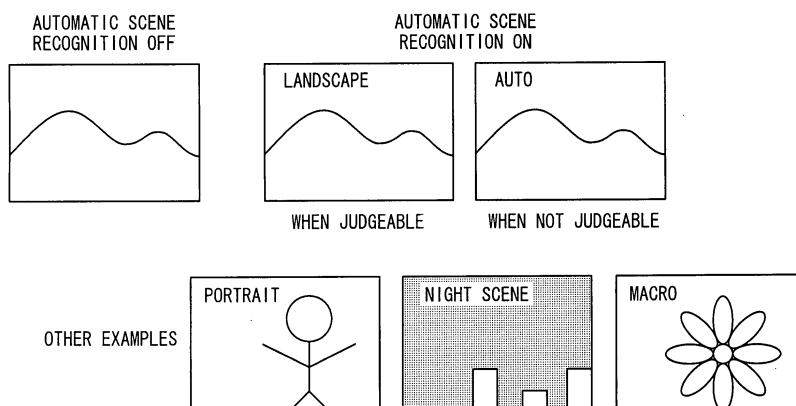 AUTOMATIC SCENE
RECOGNITION OFF
AUTOMATIC SCENE
RECOGNITION ON
LANDSCAPE
AUTO
WHEN JUDGEABLE
WHEN NOT JUDGEABLE
OTHER EXAMPLES
PORTRAIT
NIGHT SCENE
MACRO